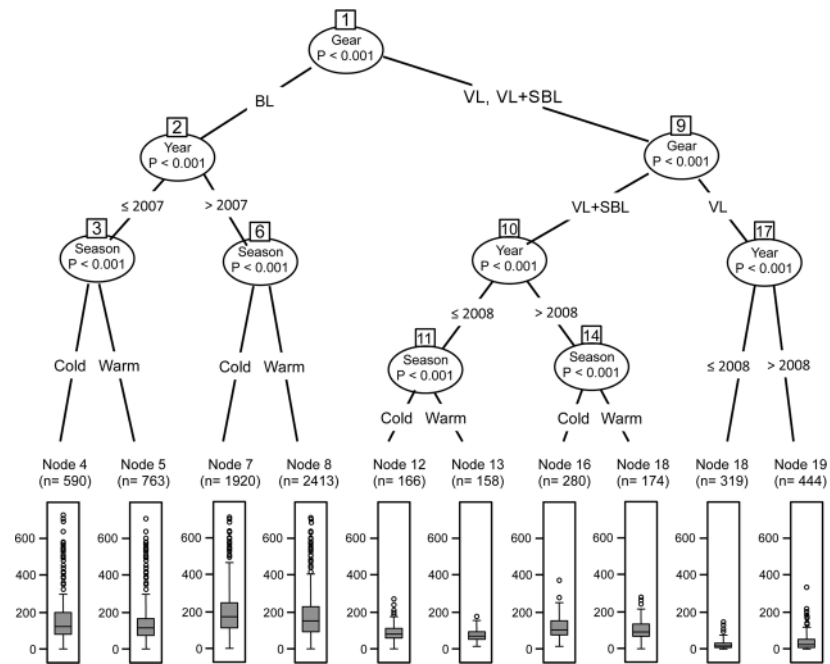 1
Gear
P < 0.001
BL
VL, VL+SBL
2
Year
P < 0.001
9
Gear
P < 0.001
≤ 2007
> 2007
VL+SBL
VL
3
Season
P < 0.001
6
Season
P < 0.001
10
Year
P < 0.001
17
Year
P < 0.001
≤ 2008
> 2008
11
Season
P < 0.001
14
Season
P < 0.001
Cold
Warm
Cold
Warm
≤ 2008
> 2008
Cold
Warm
Cold
Warm
Node 4
(n= 590)
Node 5
(n= 763)
Node 7
(n= 1920)
Node 8
(n= 2413)
Node 12
(n= 166)
Node 13
(n= 158)
Node 16
(n= 280)
Node 18
(n= 174)
Node 18
(n= 319)
Node 19
(n= 444)
600
400
200
0
600
400
200
0
600
400
200
0
600
400
200
0
600
400
200
0
600
400
200
0
600
400
200
0
600
400
200
0
600
400
200
0
600
400
200
0